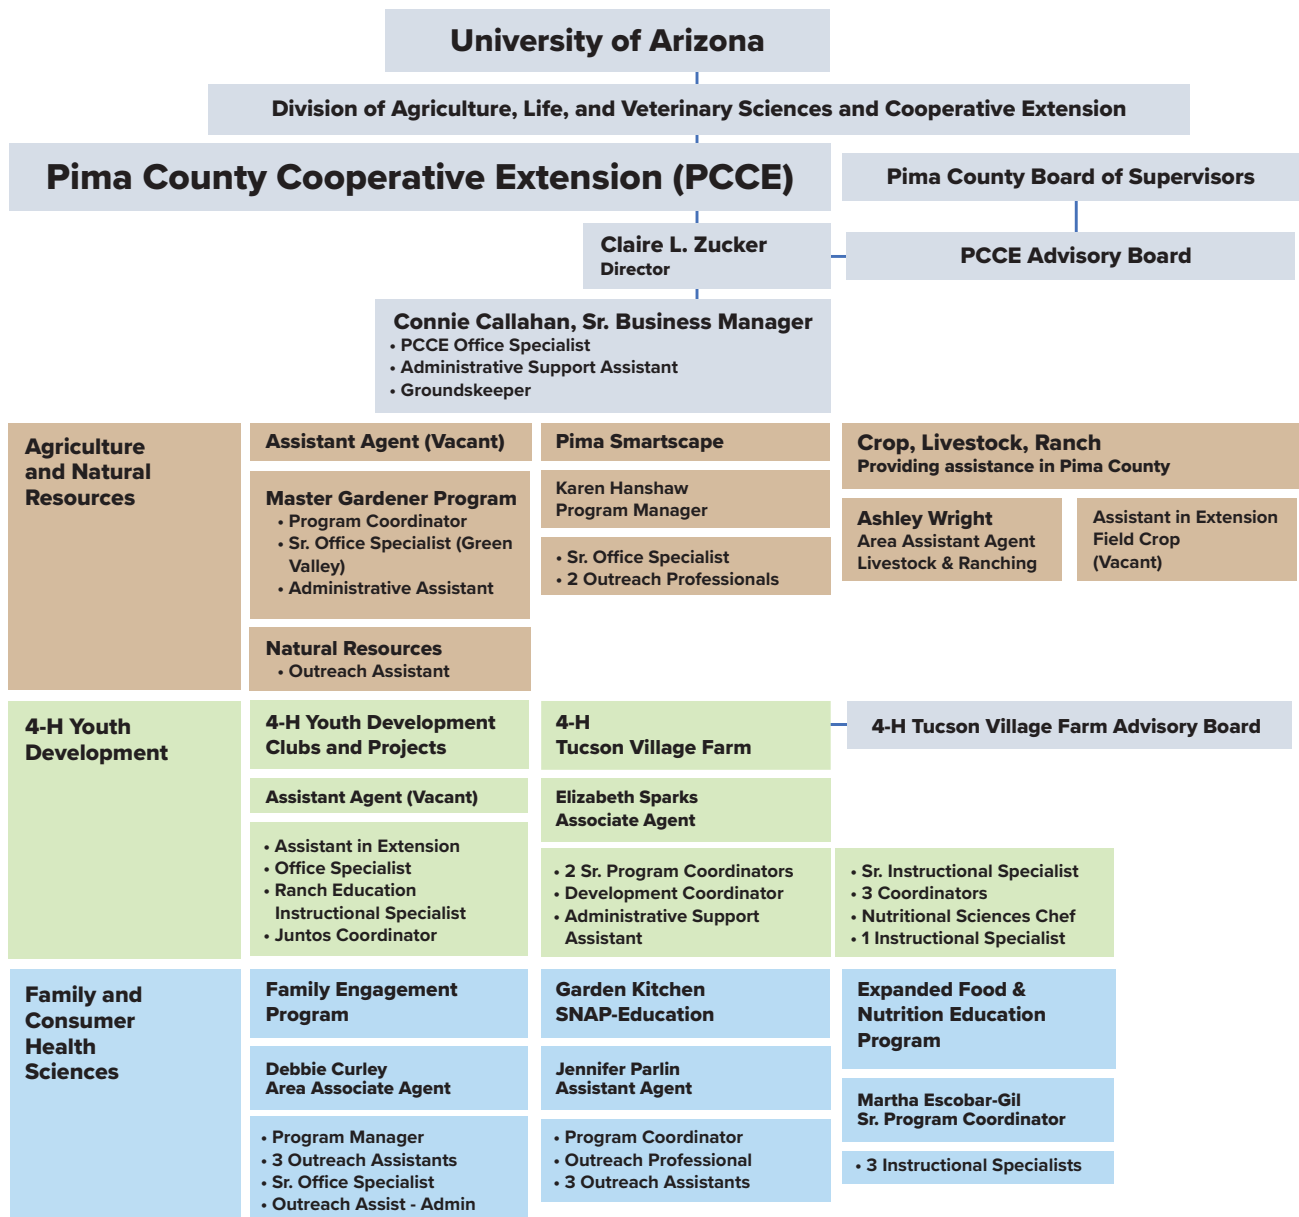 University of Arizona
Division of Agriculture, Life, and Veterinary Sciences and Cooperative Extension
Pima County Cooperative Extension (PCCE)
Pima County Board of Supervisors
Claire L. Zucker
Director
PCCE Advisory Board
Connie Callahan, Sr. Business Manager
• PCCE Office Specialist
• Administrative Support Assistant
• Groundskeeper
Agriculture
and Natural
Resources
Assistant Agent (Vacant)
Master Gardener Program
• Program Coordinator
• Sr. Office Specialist (Green
Valley)
• Administrative Assistant
Natural Resources
• Outreach Assistant
Pima Smartscape
Karen Hanshaw
Program Manager
• Sr. Office Specialist
• 2 Outreach Professionals
Crop, Livestock, Ranch
Providing assistance in Pima County
Ashley Wright
Area Assistant Agent
Livestock & Ranching
Assistant in Extension
Field Crop
(Vacant)
4-H Youth
Development
4-H Youth Development
Clubs and Projects
Assistant Agent (Vacant)
• Assistant in Extension
• Office Specialist
• Ranch Education
Instructional Specialist
• Juntos Coordinator
4-H
Tucson Village Farm
4-H Tucson Village Farm Advisory Board
Elizabeth Sparks
Associate Agent
• 2 Sr. Program Coordinators
• Development Coordinator
• Administrative Support
Assistant
• Sr. Instructional Specialist
• 3 Coordinators
• Nutritional Sciences Chef
• 1 Instructional Specialist
Family and
Consumer
Health
Sciences
Family Engagement
Program
Debbie Curley
Area Associate Agent
• Program Manager
• 3 Outreach Assistants
• Sr. Office Specialist
• Outreach Assist - Admin
Garden Kitchen
SNAP-Education
Jennifer Parlin
Assistant Agent
• Program Coordinator
• Outreach Professional
• 3 Outreach Assistants
Expanded Food &
Nutrition Education
Program
Martha Escobar-Gil
Sr. Program Coordinator
• 3 Instructional Specialists